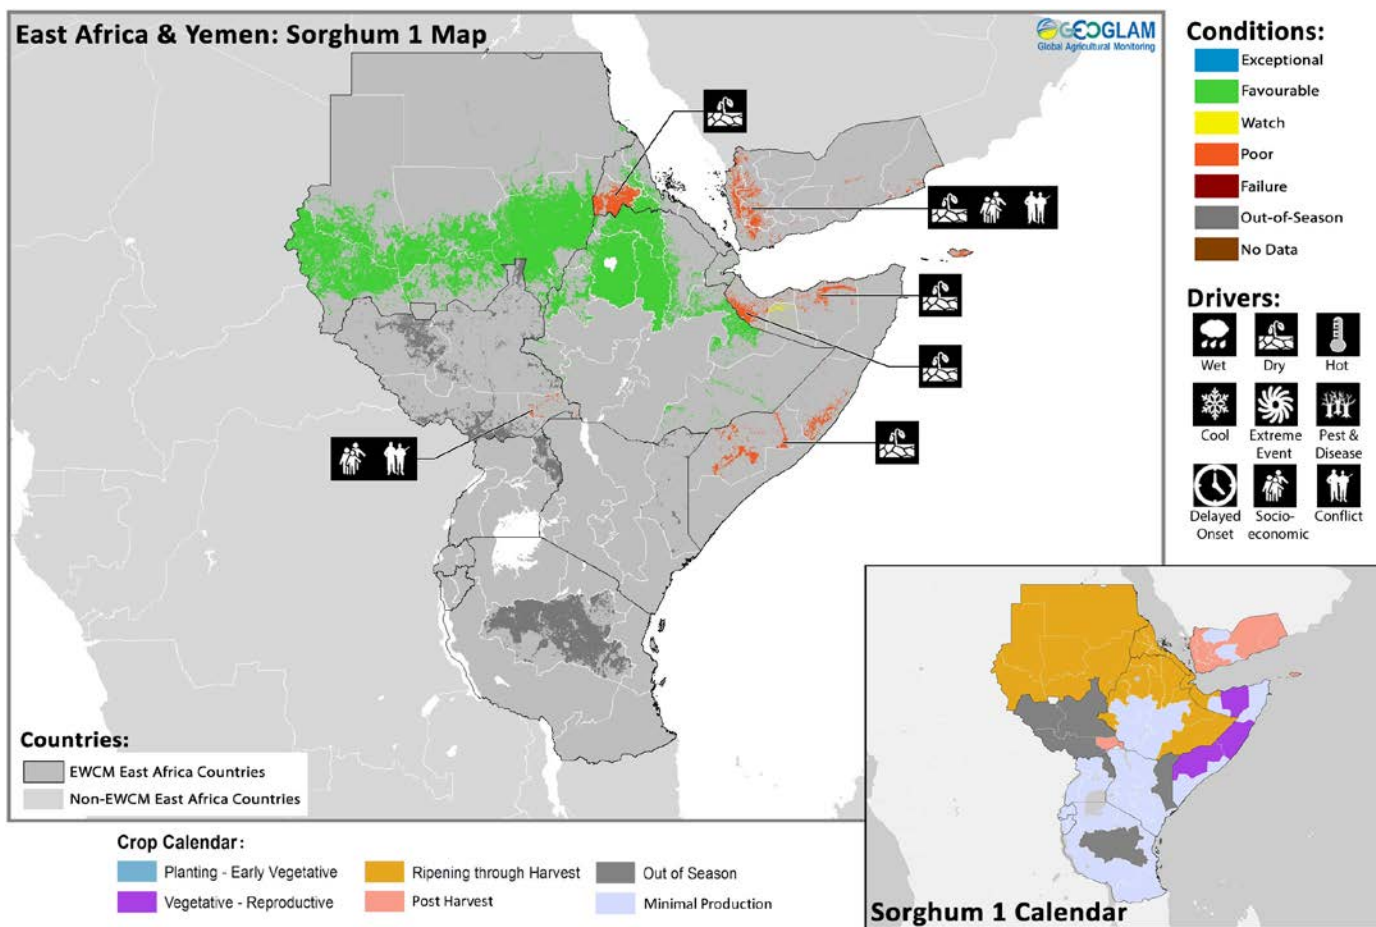 East Africa & Yemen: Sorghum 1 Map
GEOGLAM
Global Agricultural Monitoring
Conditions:
Exceptional
Favourable
Watch
Poor
Failure
Out-of-Season
No Data
Drivers:
Wet
Dry
Hot
Cool
Extreme
Event
Pest &
Disease
Delayed
Onset
Socio-
economic
Conflict
Countries:
EWCM East Africa Countries
Non-EWCM East Africa Countries
Crop Calendar:
Planting - Early Vegetative
Ripening through Harvest
Out of Season
Vegetative - Reproductive
Post Harvest
Minimal Production
Sorghum 1 Calendar